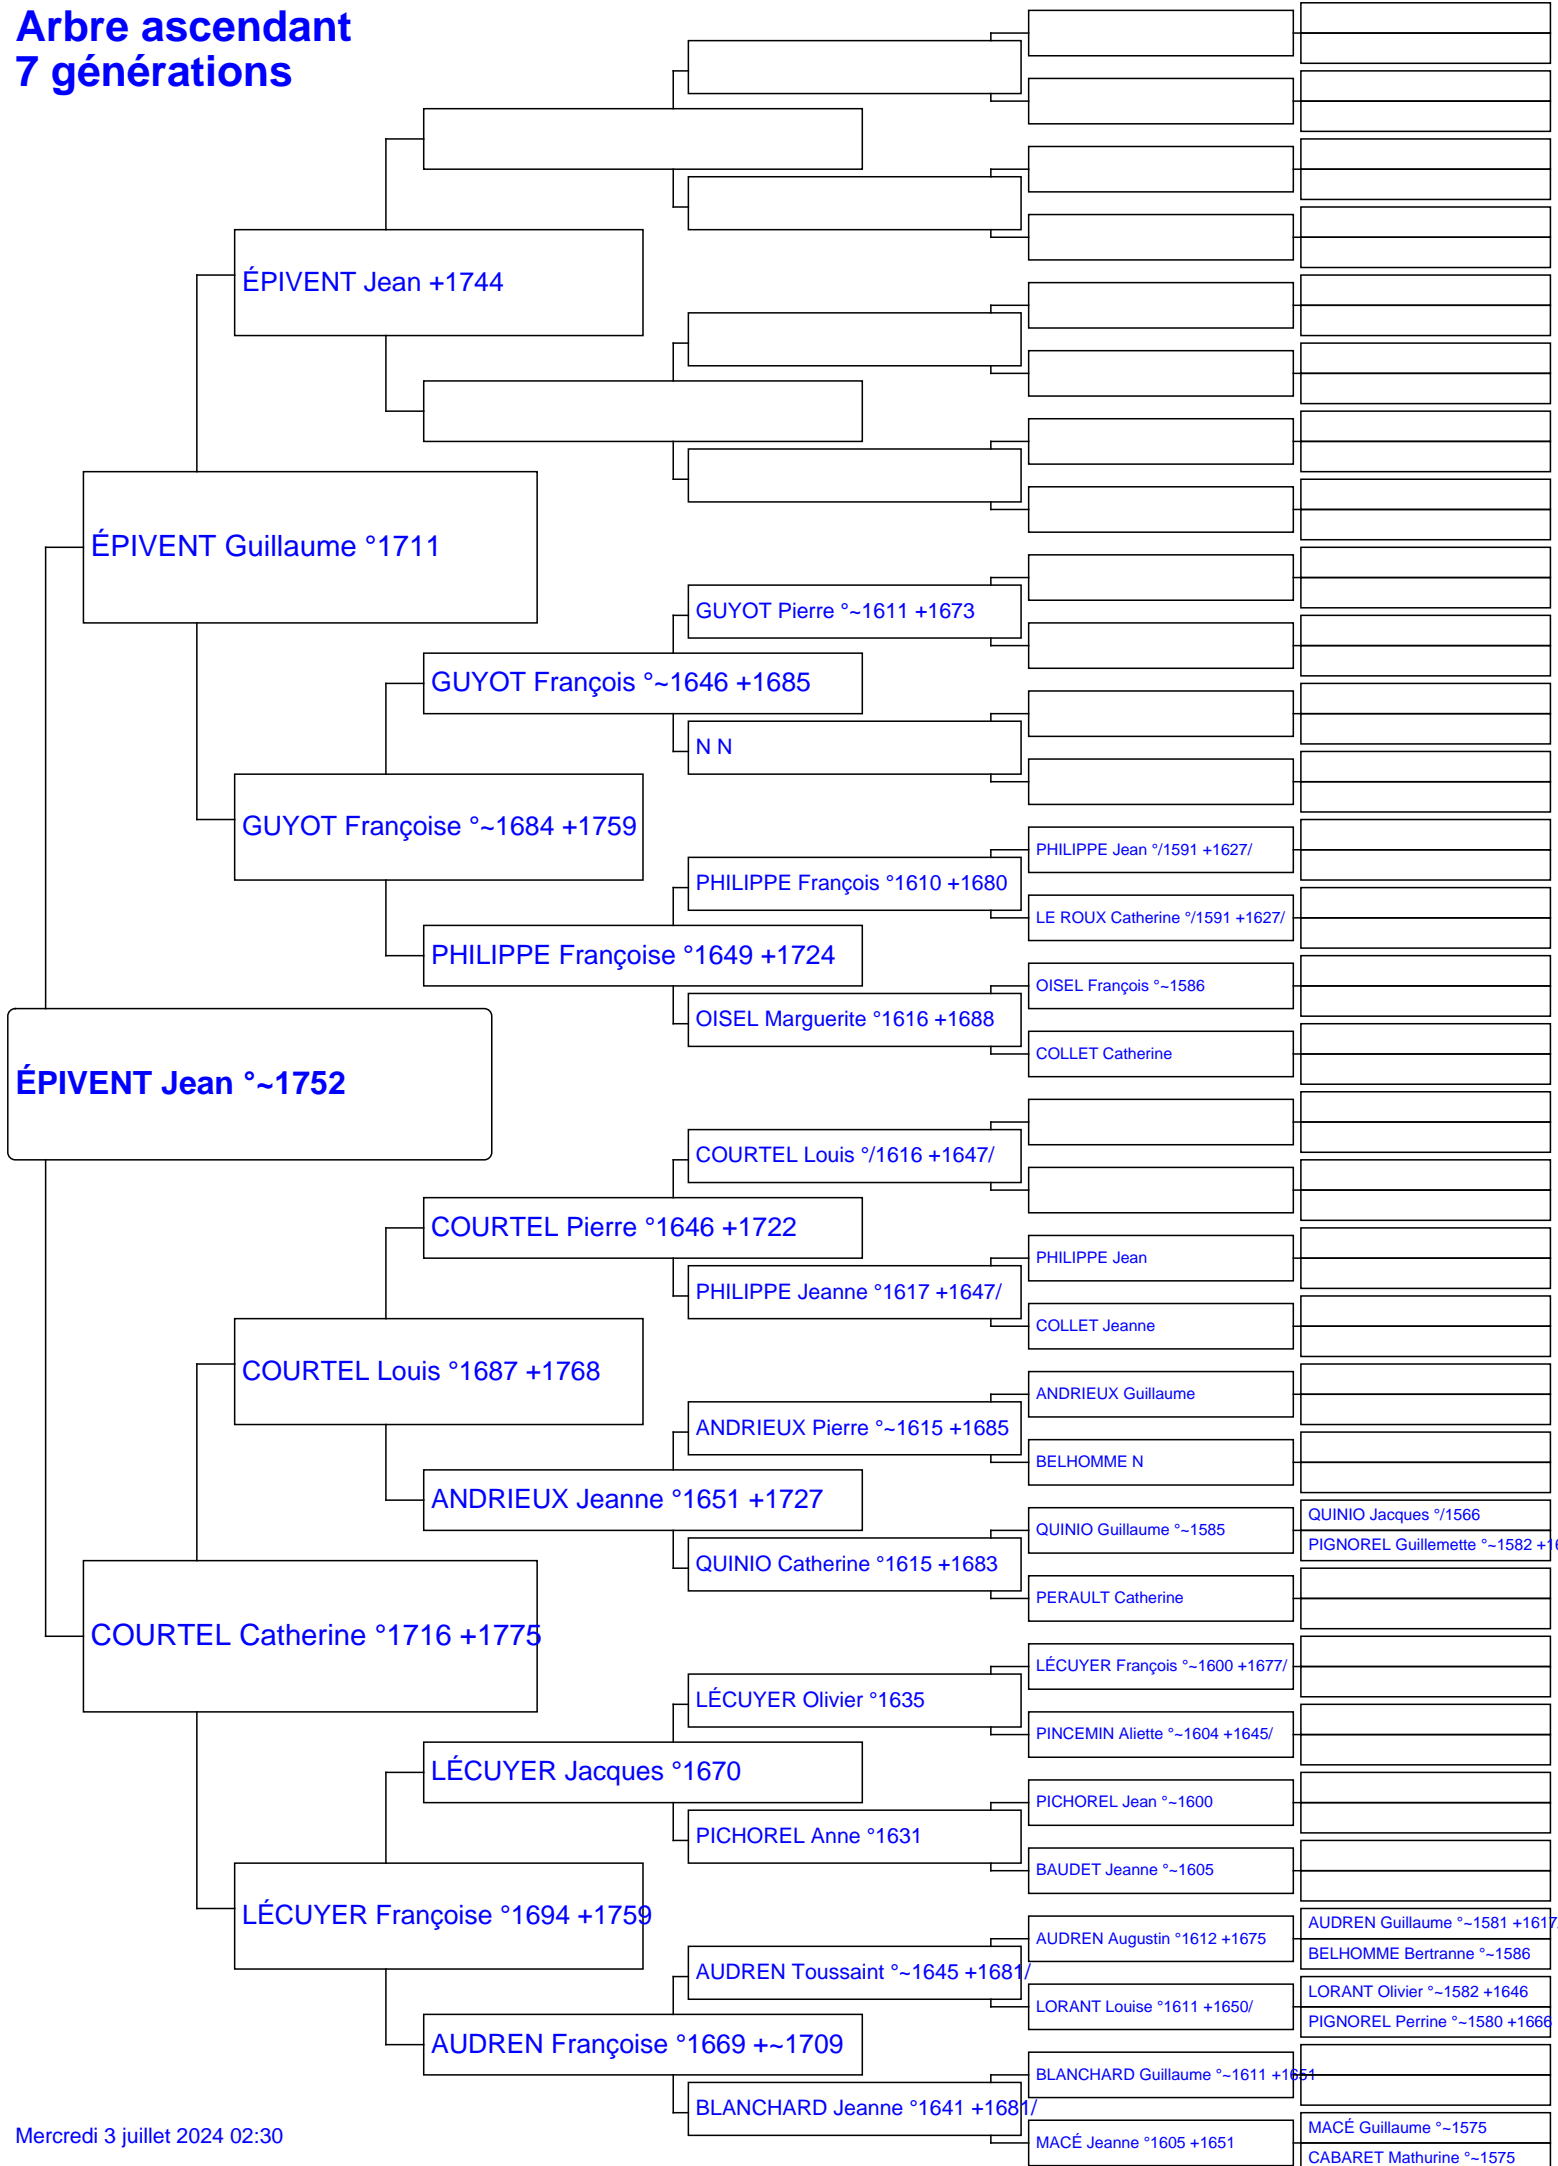 Arbre ascendant
7 générations
ÉPIVENT Jean +1744
ÉPIVENT Guillaume °1711
GUYOT Pierre °~1611 +1673
GUYOT François °~1646 +1685
N N
GUYOT Françoise °~1684 +1759
PHILIPPE Jean °/1591 +1627/
PHILIPPE François °1610 +1680
LE ROUX Catherine °/1591 +1627/
PHILIPPE Françoise °1649 +1724
OISEL François °~1586
OISEL Marguerite °1616 +1688
COLLET Catherine
ÉPIVENT Jean °~1752
COURTEL Louis °/1616 +1647/
COURTEL Pierre °1646 +1722
PHILIPPE Jean
PHILIPPE Jeanne °1617 +1647/
COLLET Jeanne
COURTEL Louis °1687 +1768
ANDRIEUX Guillaume
ANDRIEUX Pierre °~1615 +1685
BELHOMME N
ANDRIEUX Jeanne °1651 +1727
QUINIO Jacques °/1566
QUINIO Guillaume °~1585
PIGNOREL Guillemette °~1582
QUINIO Catherine °1615 +1683
PERAULT Catherine
COURTEL Catherine °1716 +1775
LÉCUYER François °~1600 +1677/
LÉCUYER Olivier °1635
PINCEMIN Aliette °~1604 +1645/
LÉCUYER Jacques °1670
PICHOREL Jean °~1600
PICHOREL Anne °1631
BAUDET Jeanne °~1605
LÉCUYER Françoise °1694 +1759
AUDREN Guillaume °~1581 +1617/
AUDREN Augustin °1612 +1675
BELHOMME Bertranne °~1586
AUDREN Toussaint °~1645 +1681/
LORANT Olivier °~1582 +1646
LORANT Louise °1611 +1650/
PIGNOREL Perrine °~1580 +1666
AUDREN Françoise °1669 +~1709
BLANCHARD Guillaume °~1611 +1651
BLANCHARD Jeanne °1641 +1681/
MACÉ Guillaume °~1575
MACÉ Jeanne °1605 +1651
CABARET Mathurine °~1575
Mercredi 3 juillet 2024 02:30